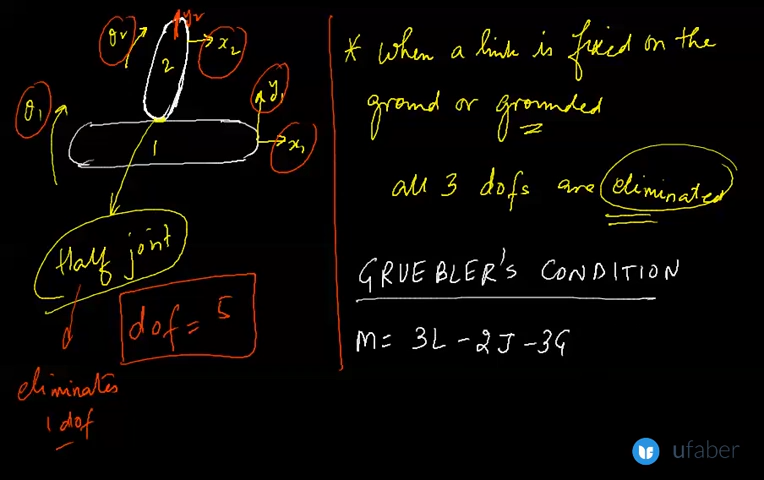 θ2
y2
x2
2
θ1
y1
1
x1
Half joint
dof = 5
eliminates
1 dof
* When a link is fixed on the
ground or grounded
all 3 dofs are eliminated
GRUEBLER'S CONDITION
M = 3L - 2J - 3G
ufaber